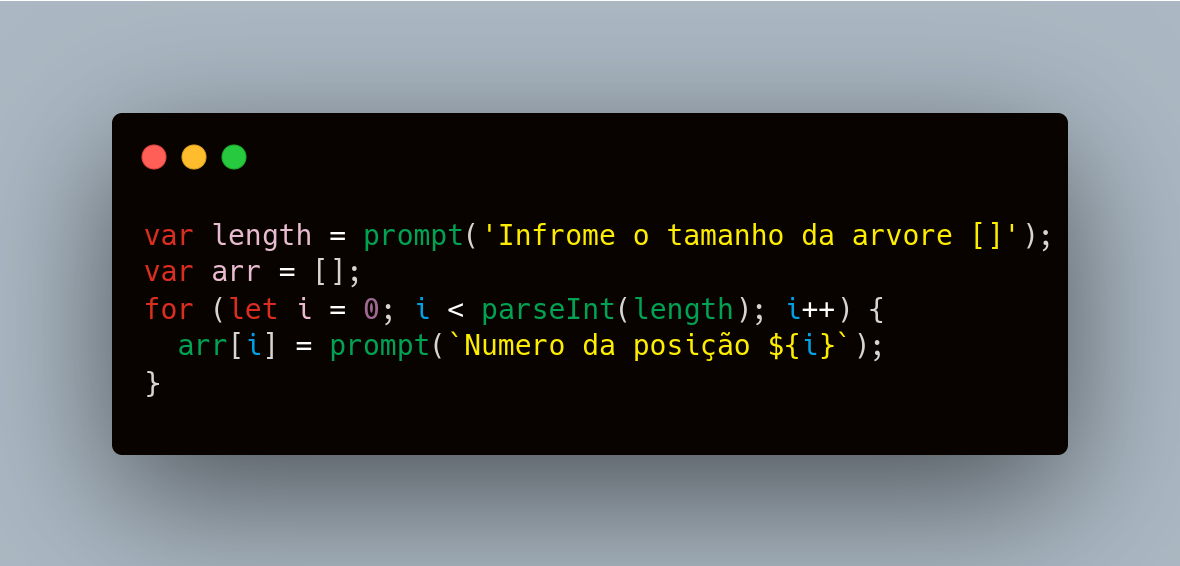 var length = prompt('Infrome o tamanho da arvore []');
var arr = [];
for (let i = 0; i < parseInt(length); i++) {
  arr[i] = prompt(`Numero da posição ${i}`);
}